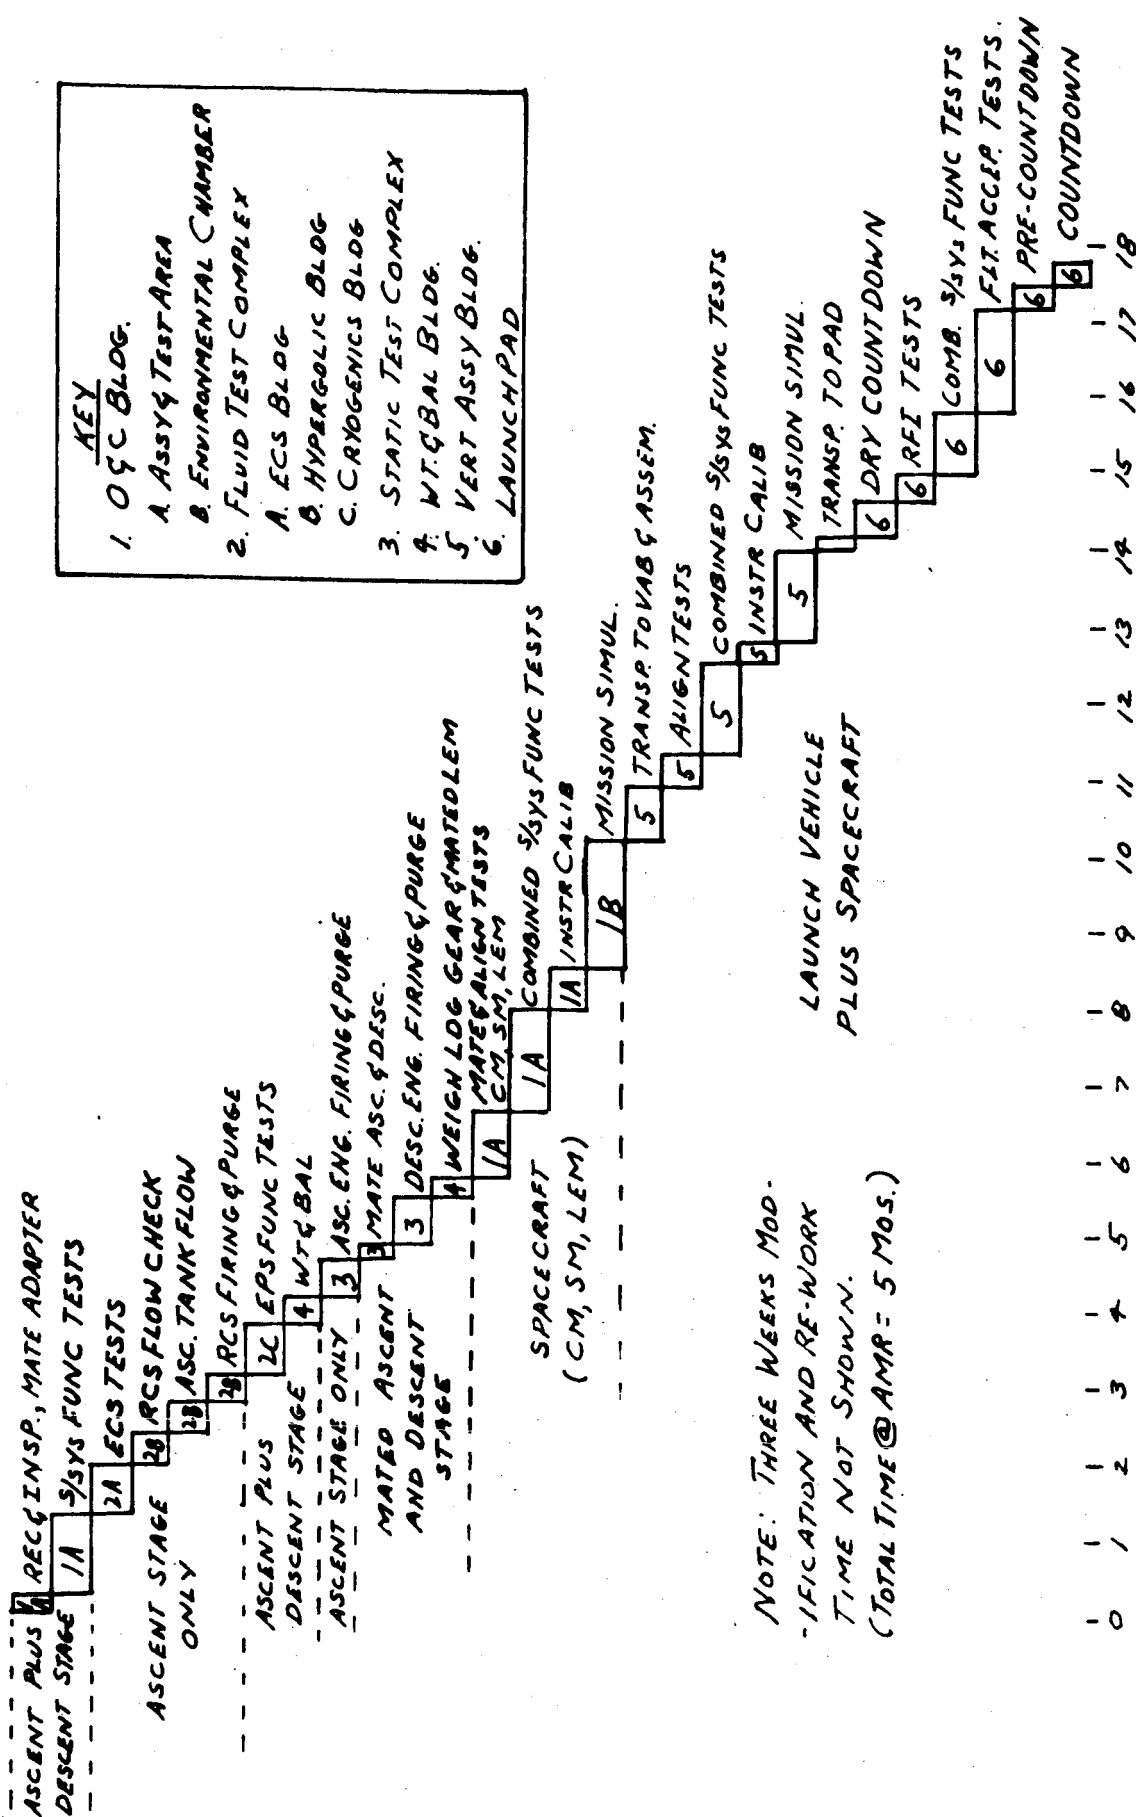 KEY
1. O&C BLDG.
A. ASSY & TEST AREA
B. ENVIRONMENTAL CHAMBER
2. FLUID TEST COMPLEX
A. ECS BLDG
B. HYPERGOLIC BLDG
C. CRYOGENICS BLDG
3. STATIC TEST COMPLEX
4. WT. & BAL BLDG.
5. VERT ASSY BLDG.
6. LAUNCH PAD
ASCENT PLUS
DESCENT STAGE
REC & INSP., MATE ADAPTER
1A S/SYS FUNC TESTS
ASCENT STAGE
ONLY
2A ECS TESTS
2B RCS FLOW CHECK
2B ASC. TANK FLOW
2B RCS FIRING & PURGE
ASCENT PLUS
DESCENT STAGE
2C EPS FUNC TESTS
4 WT & BAL
ASCENT STAGE ONLY
3 ASC. ENG. FIRING & PURGE
MATED ASCENT
AND DESCENT
STAGE
3 MATE ASC. & DESC.
3 DESC. ENG. FIRING & PURGE
4 WEIGH LDG GEAR & MATED LEM
SPACECRAFT
(CM, SM, LEM)
1A MATE & ALIGN TESTS
CM, SM, LEM
1A COMBINED S/SYS FUNC TESTS
1A INSTR CALIB
1B MISSION SIMUL.
LAUNCH VEHICLE
PLUS SPACECRAFT
5 TRANSP. TO VAB & ASSEM.
5 ALIGN TESTS
5 COMBINED S/SYS FUNC TESTS
5 INSTR CALIB
5 MISSION SIMUL.
TRANSP. TO PAD
6 DRY COUNTDOWN
6 RFI TESTS
6 COMB. S/SYS FUNC TESTS
6 FLT. ACCEP. TESTS.
6 PRE-COUNTDOWN
6 COUNTDOWN
NOTE: THREE WEEKS MOD-
-IFICATION AND RE-WORK
TIME NOT SHOWN.
(TOTAL TIME @ AMR = 5 MOS.)
0 1 2 3 4 5 6 7 8 9 10 11 12 13 14 15 16 17 18